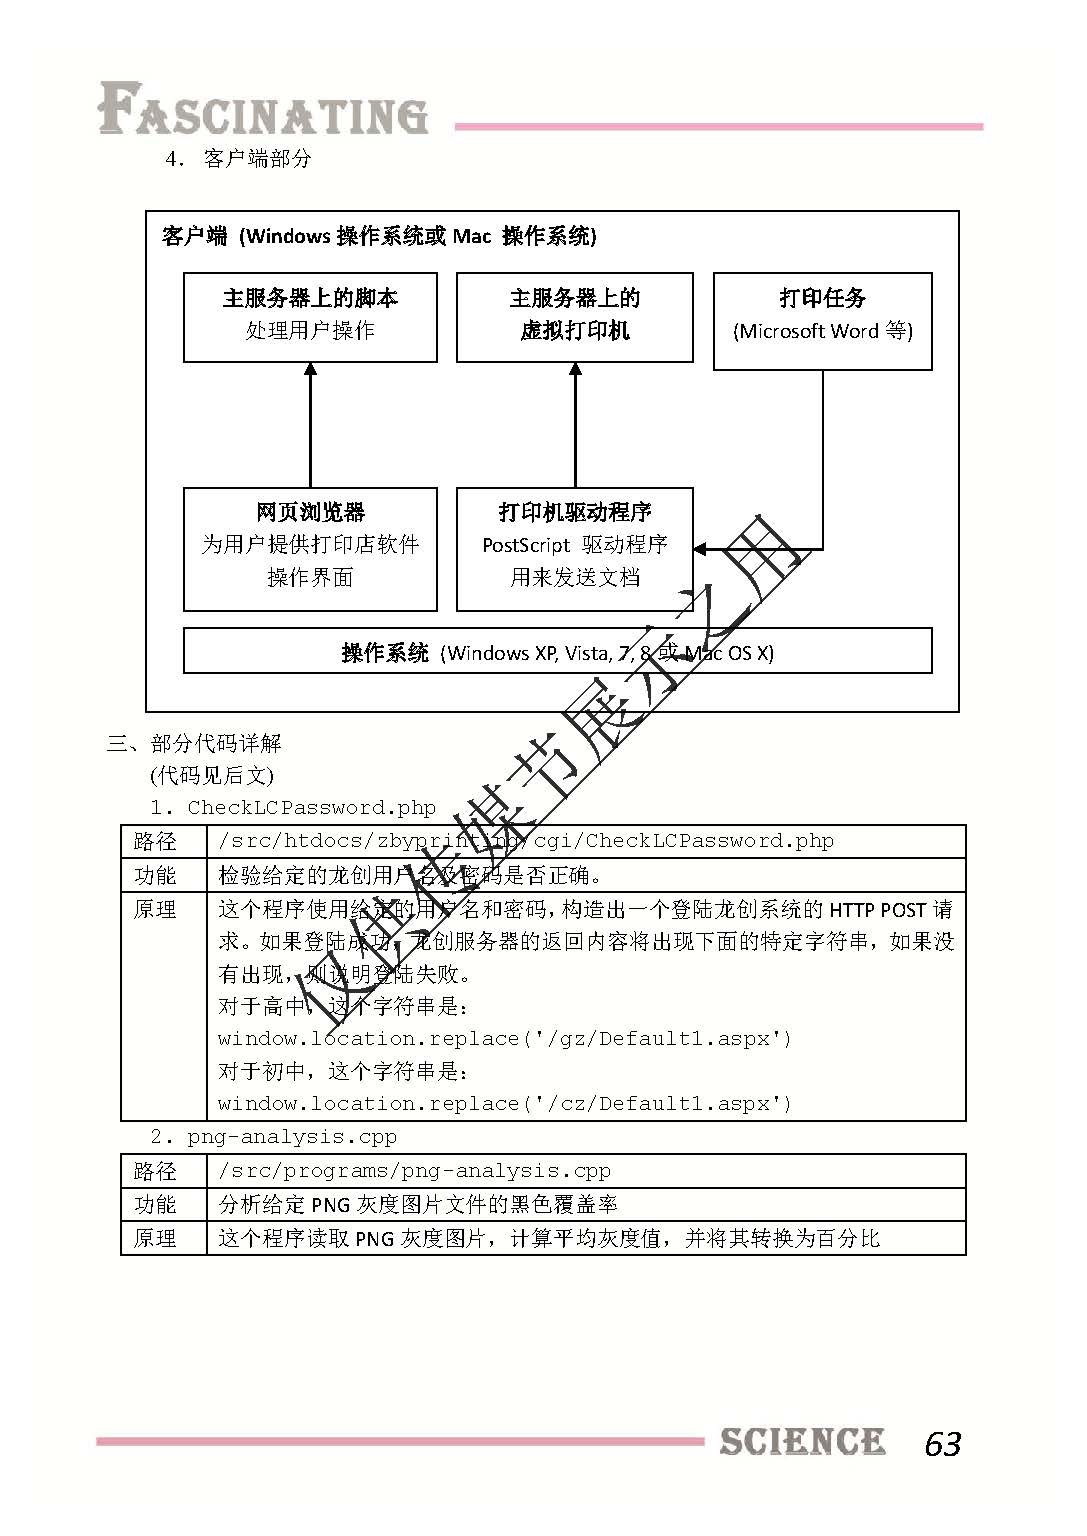 FASCINATING
4. 客户端部分
客户端 (Windows 操作系统或 Mac 操作系统)
主服务器上的脚本
处理用户操作
主服务器上的
虚拟打印机
打印任务
(Microsoft Word 等)
网页浏览器
为用户提供打印店软件
操作界面
打印机驱动程序
PostScript 驱动程序
用来发送文档
操作系统 (Windows XP, Vista, 7, 8 或 Mac OS X)
三、部分代码详解
(代码见后文)
1. CheckLCPassword.php
路径 /src/htdocs/zbyprinting/cgi/CheckLCPassword.php
功能 检验给定的龙创用户名及密码是否正确。
原理 这个程序使用给定的用户名和密码，构造出一个登陆龙创系统的 HTTP POST 请
求。如果登陆成功，龙创服务器的返回内容将出现下面的特定字符串，如果没
有出现，则说明登陆失败。
对于高中，这个字符串是：
window.location.replace('/gz/Default1.aspx')
对于初中，这个字符串是：
window.location.replace('/cz/Default1.aspx')
2. png-analysis.cpp
路径 /src/programs/png-analysis.cpp
功能 分析给定 PNG 灰度图片文件的黑色覆盖率
原理 这个程序读取 PNG 灰度图片，计算平均灰度值，并将其转换为百分比
仅供传媒节展示之用
SCIENCE 63